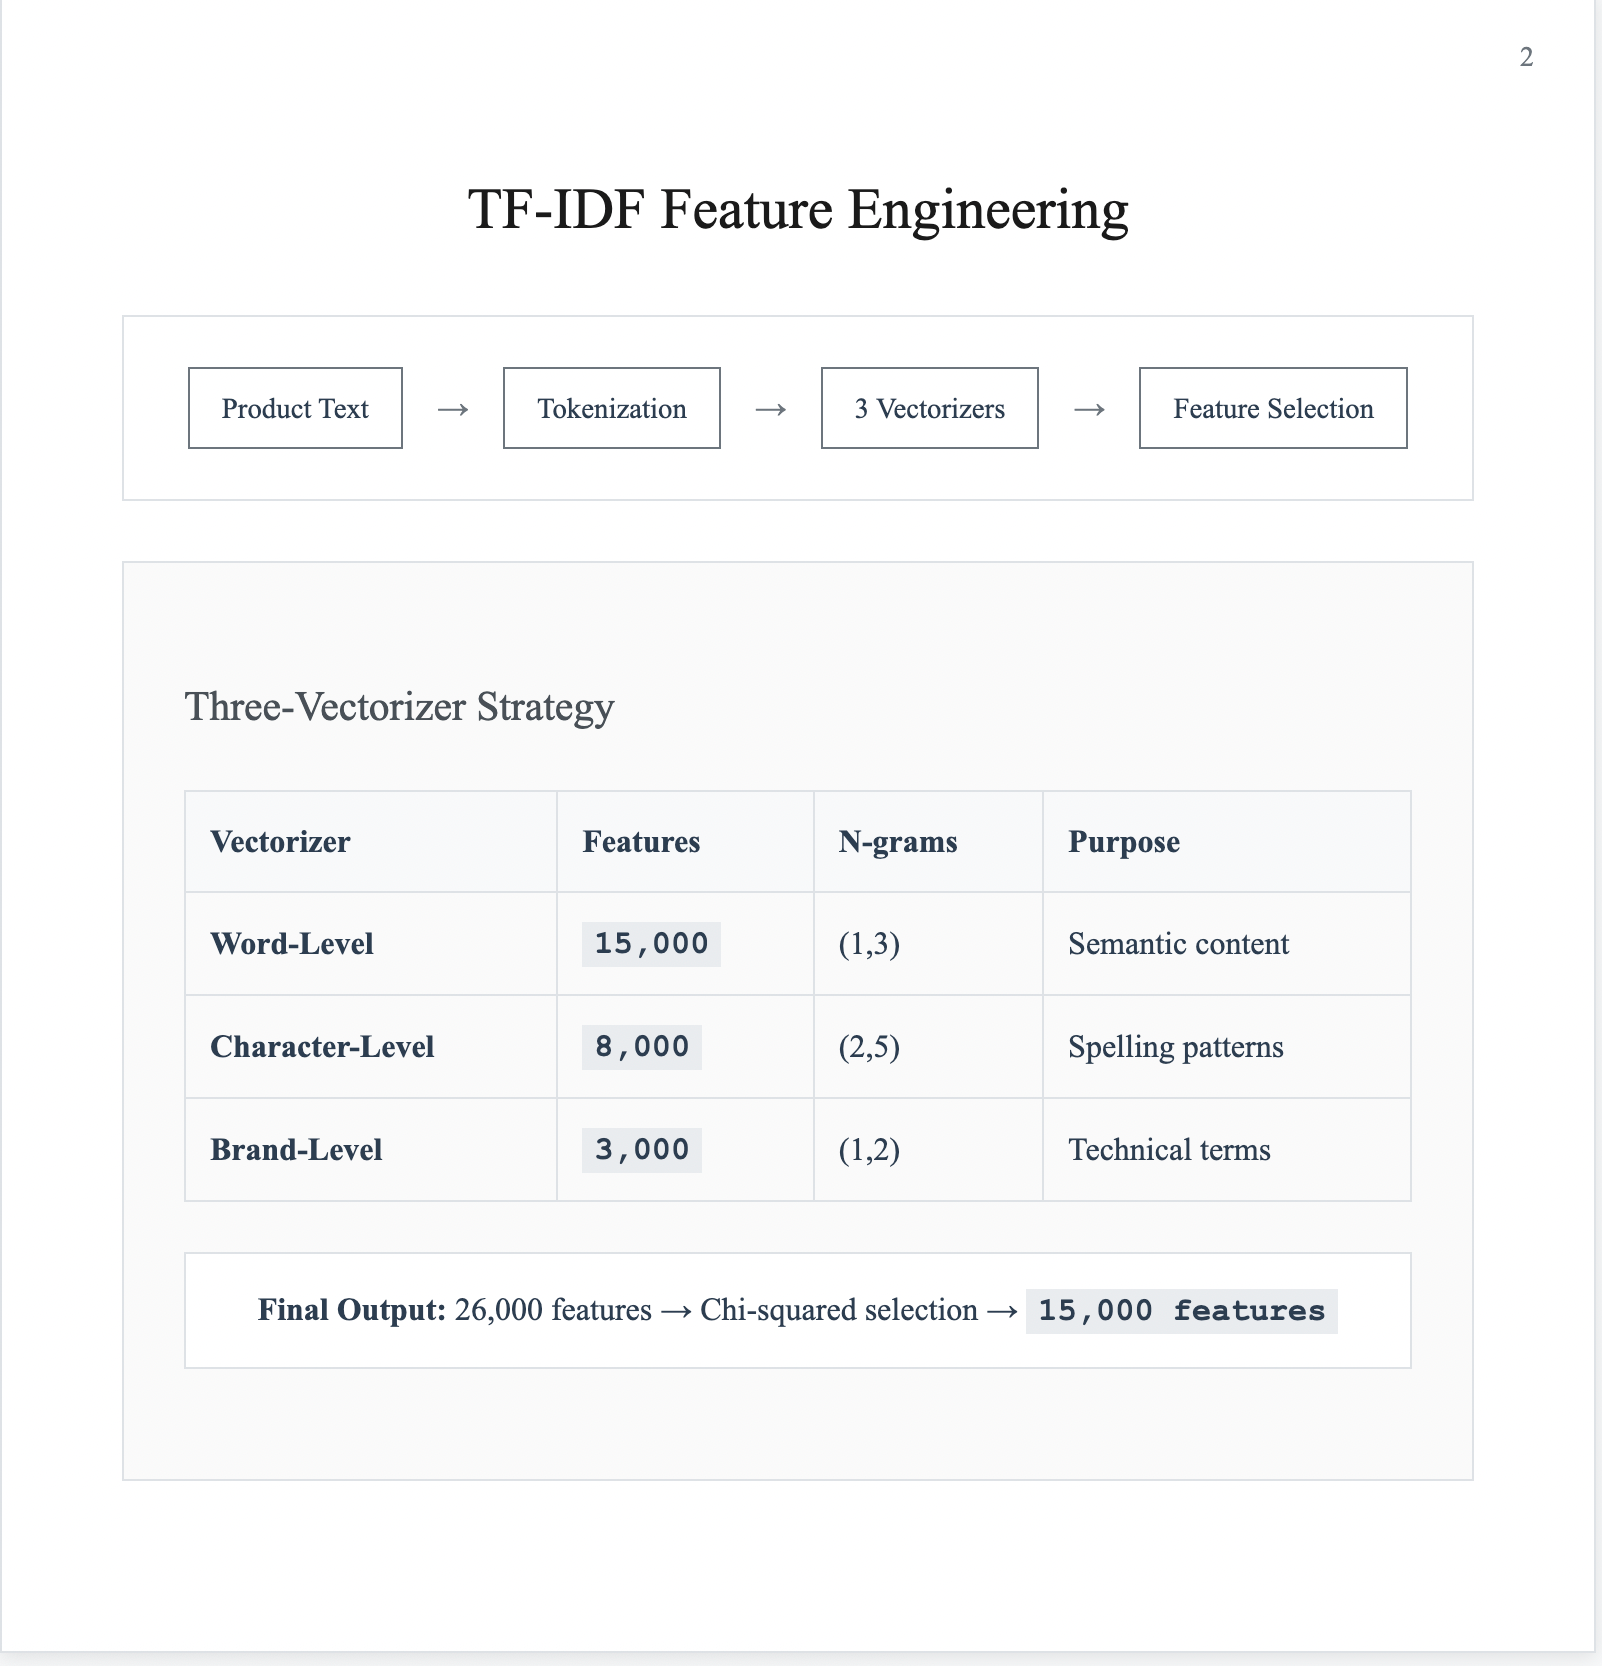 2
TF-IDF Feature Engineering
Product Text → Tokenization → 3 Vectorizers → Feature Selection
Three-Vectorizer Strategy
Vectorizer Features N-grams Purpose
Word-Level 15,000 (1,3) Semantic content
Character-Level 8,000 (2,5) Spelling patterns
Brand-Level 3,000 (1,2) Technical terms
Final Output: 26,000 features → Chi-squared selection → 15,000 features